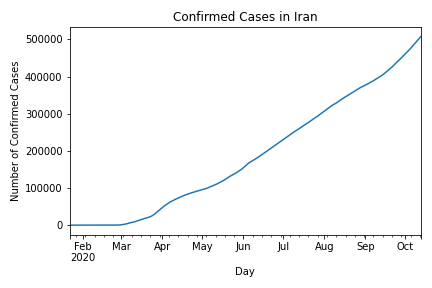 Confirmed Cases in Iran
Number of Confirmed Cases
500000
400000
300000
200000
100000
0
Feb Mar Apr May Jun Jul Aug Sep Oct
2020
Day